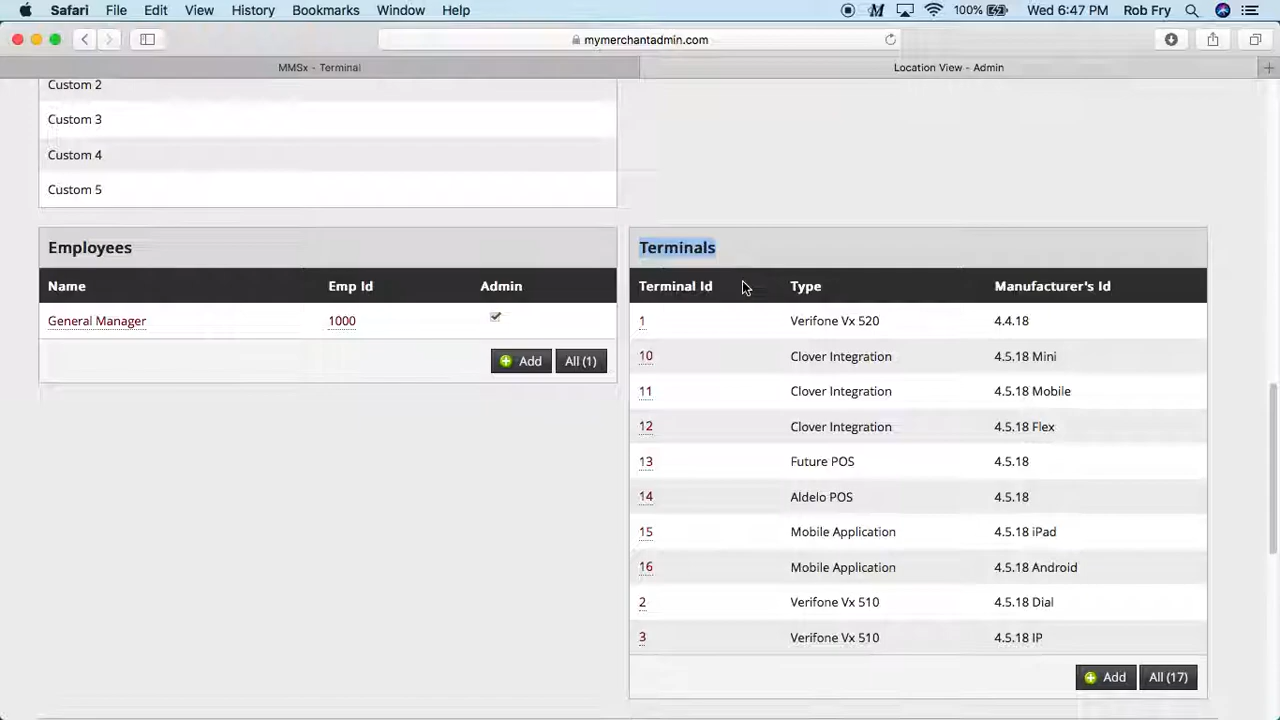 Safari File Edit View History Bookmarks Window Help 100% Wed 6:47 PM Rob Fry
mymerchantadmin.com
MMSx - Terminal Location View - Admin
Custom 2
Custom 3
Custom 4
Custom 5
Employees
Name Emp Id Admin
General Manager 1000
Add All (1)
Terminals
Terminal Id Type Manufacturer's Id
1 Verifone Vx 520 4.4.18
10 Clover Integration 4.5.18 Mini
11 Clover Integration 4.5.18 Mobile
12 Clover Integration 4.5.18 Flex
13 Future POS 4.5.18
14 Aldelo POS 4.5.18
15 Mobile Application 4.5.18 iPad
16 Mobile Application 4.5.18 Android
2 Verifone Vx 510 4.5.18 Dial
3 Verifone Vx 510 4.5.18 IP
Add All (17)